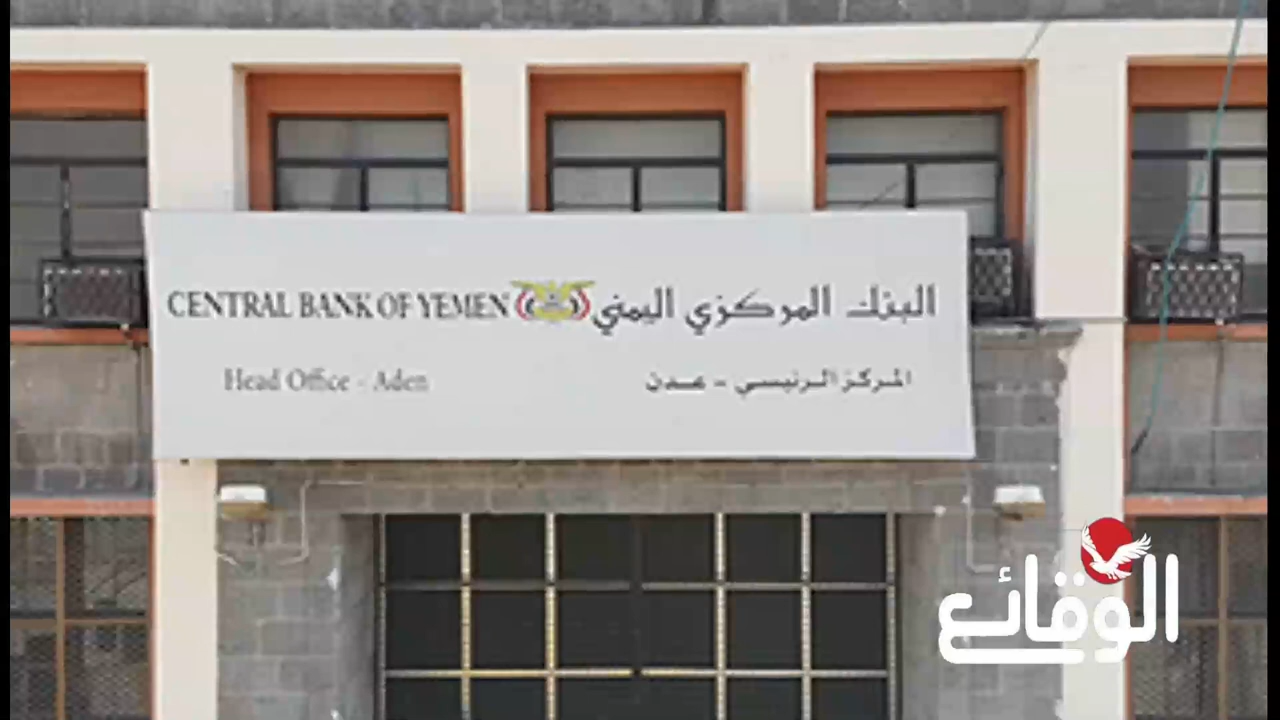 CENTRAL BANK OF YEMEN البنك المركزي اليمني
Head Office - Aden المركز الرئيسي - عدن
الوقائع